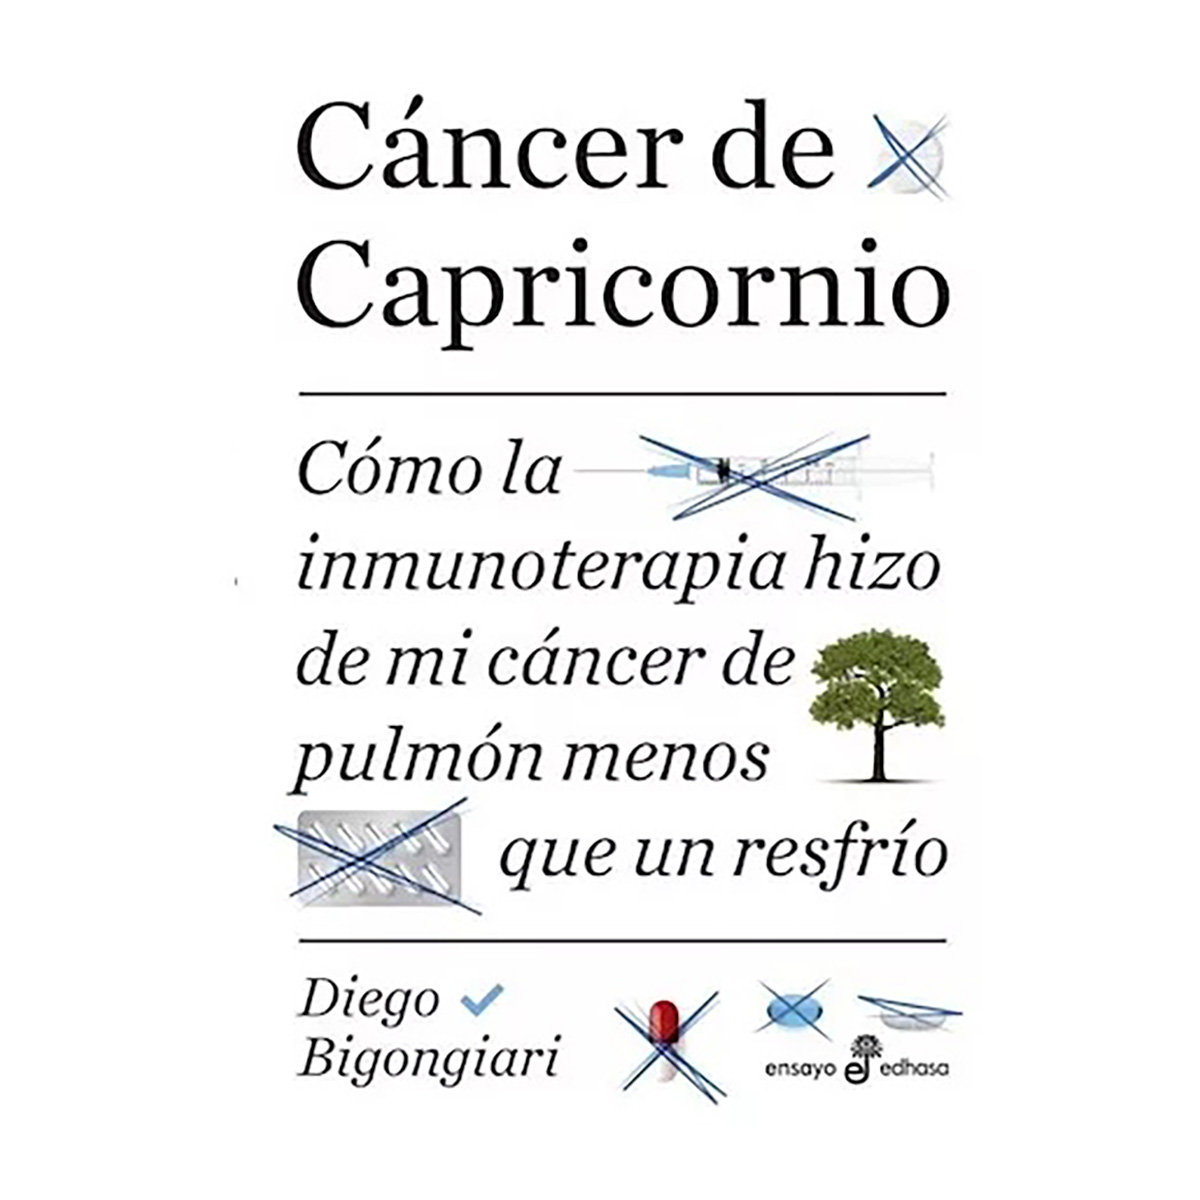 Cáncer de
Capricornio
Cómo la
inmunoterapia hizo
de mi cáncer de
pulmón menos
que un resfrío
Diego
Bigongiari
ensayo edhasa